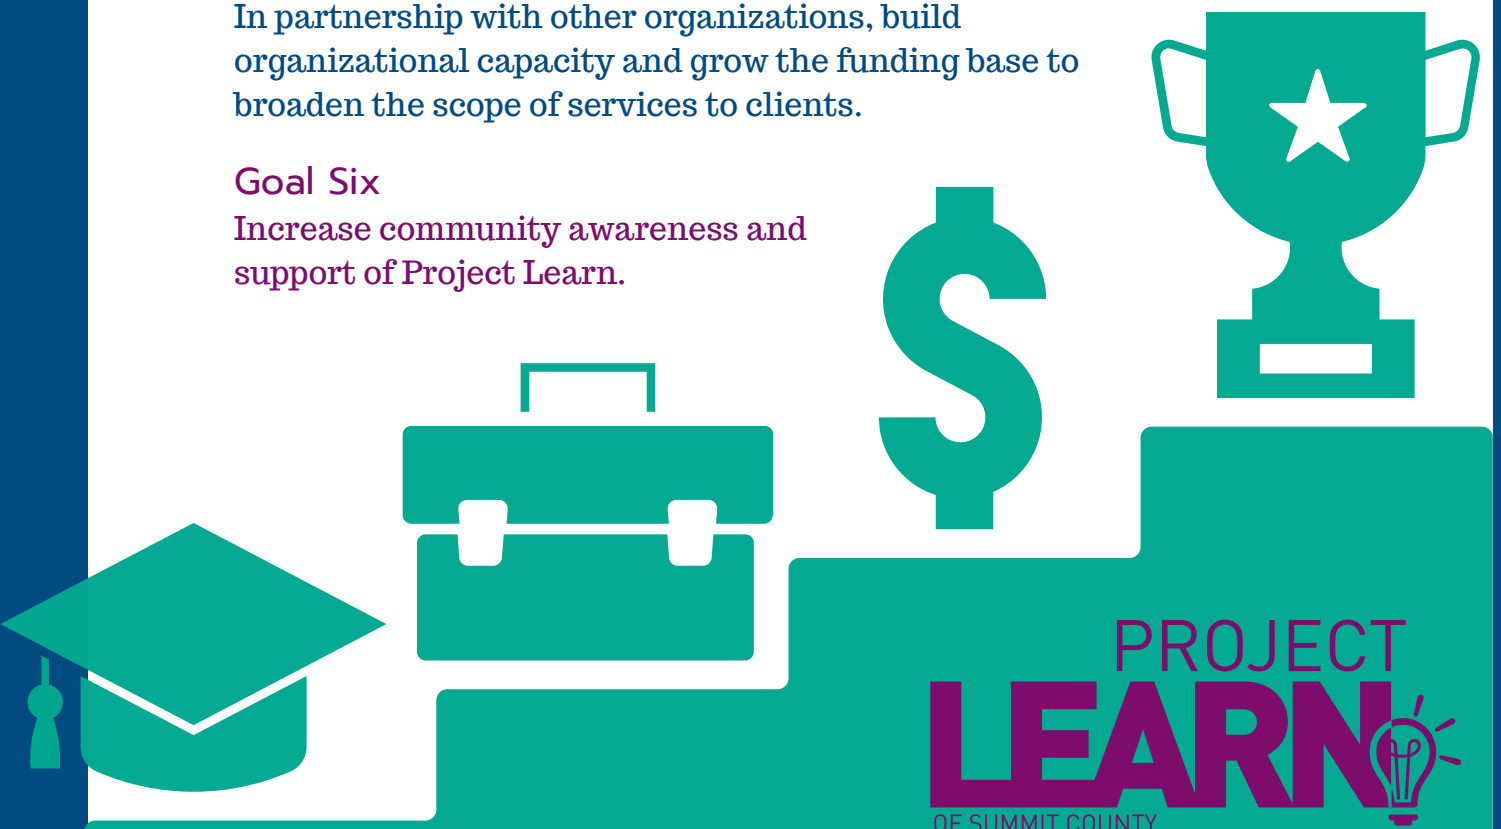 In partnership with other organizations, build
organizational capacity and grow the funding base to
broaden the scope of services to clients.
Goal Six
Increase community awareness and
support of Project Learn.
$
PROJECT
LEARN
OF SUMMIT COUNTY